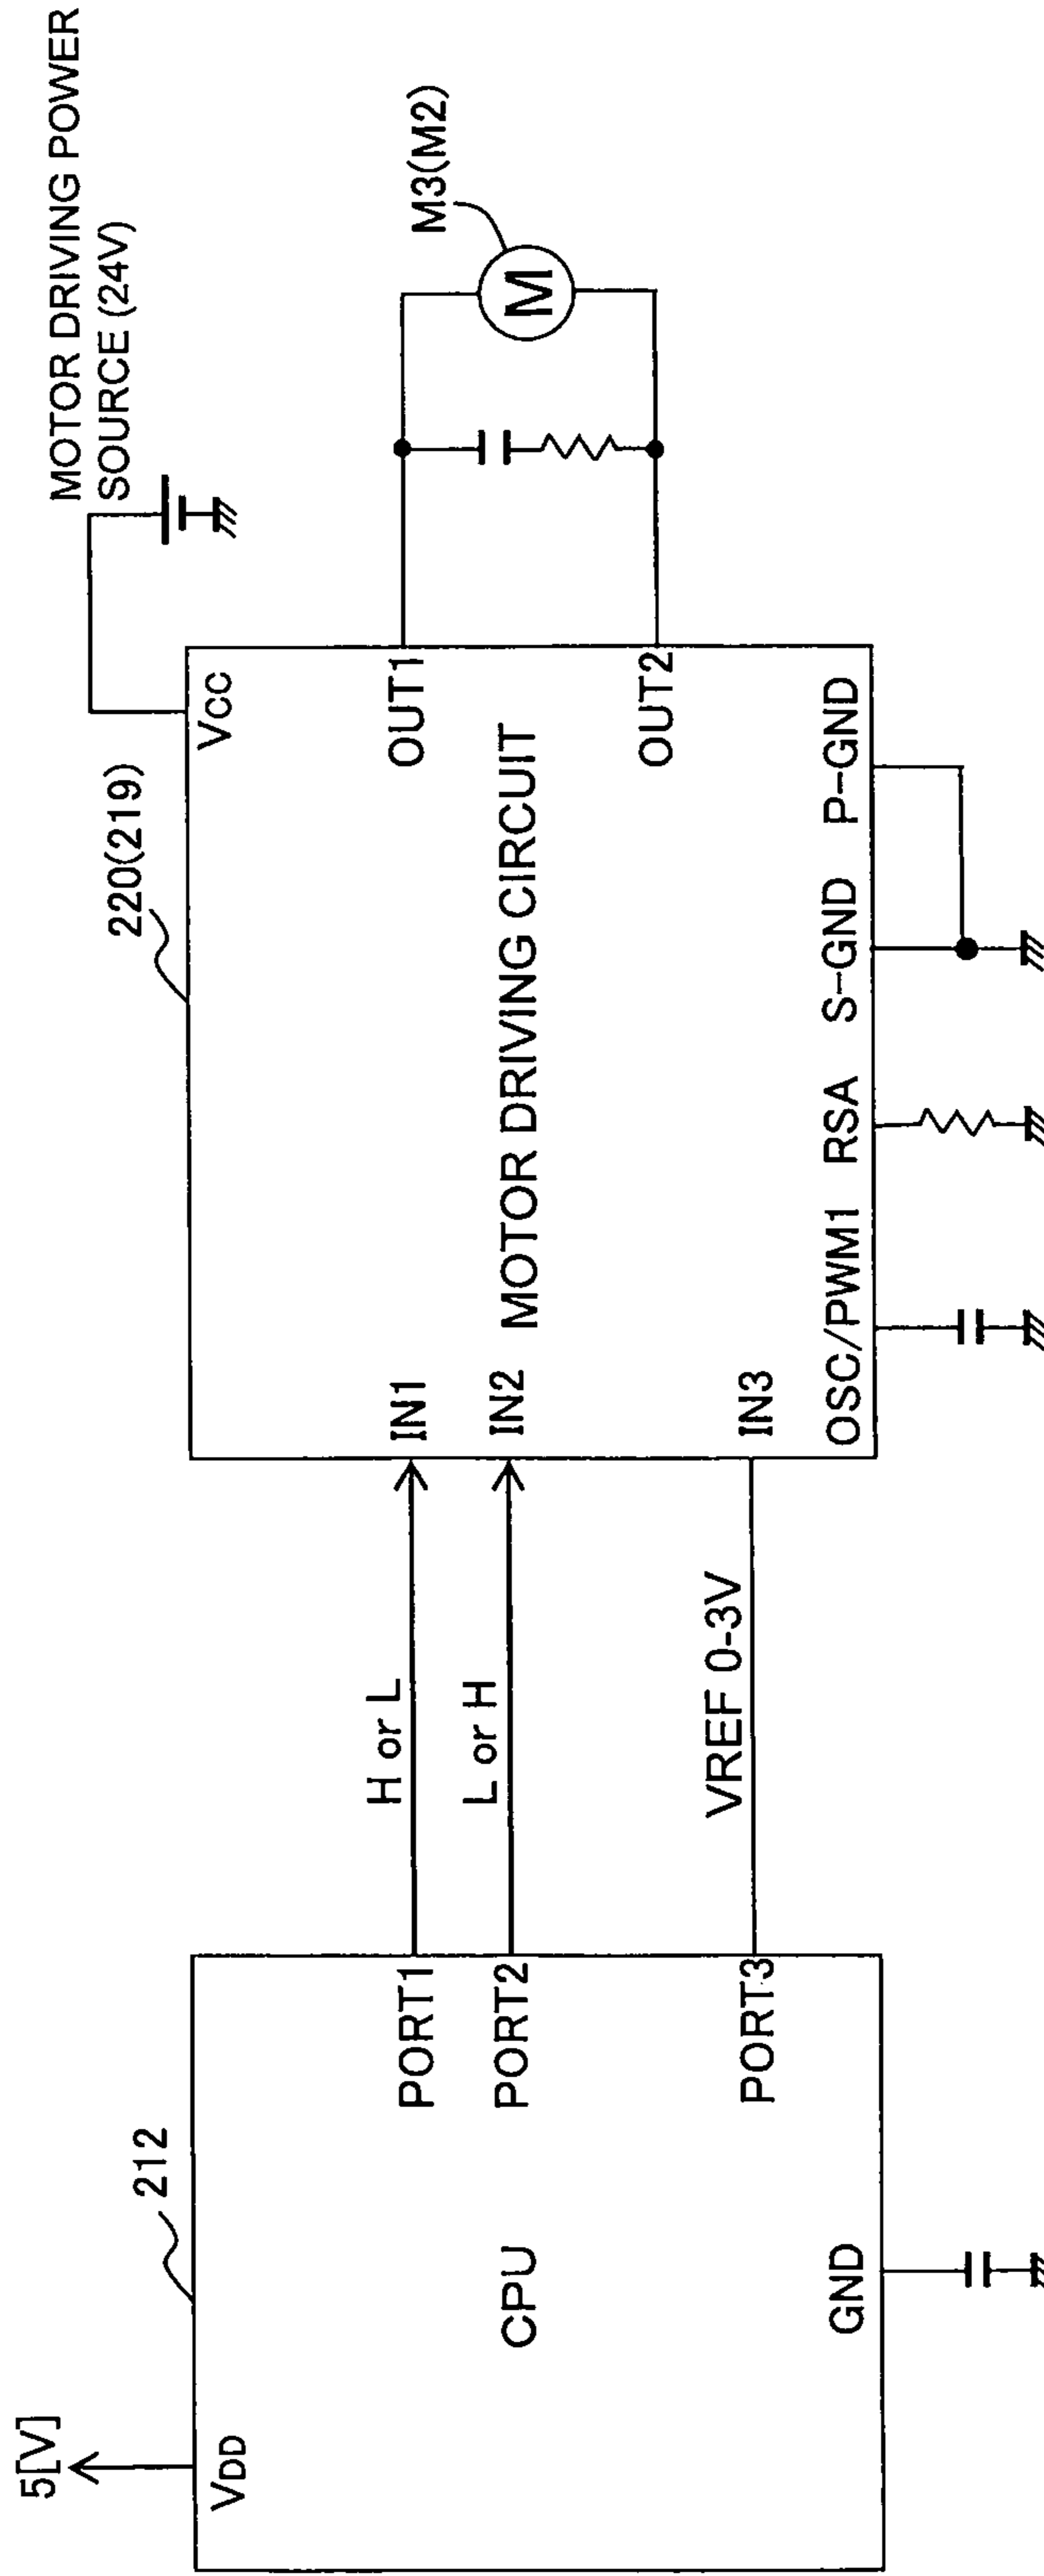 5[V]
VDD
212
CPU
GND
PORT1
PORT2
PORT3
H or L
L or H
VREF 0-3V
220(219)
IN1
IN2
IN3
MOTOR DRIVING CIRCUIT
VCC
OUT1
OUT2
OSC/PWM1
RSA
S-GND
P-GND
MOTOR DRIVING POWER
SOURCE (24V)
M3(M2)
M